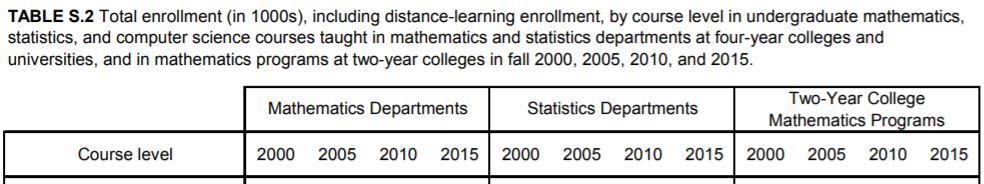 TABLE S.2 Total enrollment (in 1000s), including distance-learning enrollment, by course level in undergraduate mathematics,
statistics, and computer science courses taught in mathematics and statistics departments at four-year colleges and
universities, and in mathematics programs at two-year colleges in fall 2000, 2005, 2010, and 2015.
Mathematics Departments Statistics Departments Two-Year College
Mathematics Programs
Course level 2000 2005 2010 2015 2000 2005 2010 2015 2000 2005 2010 2015